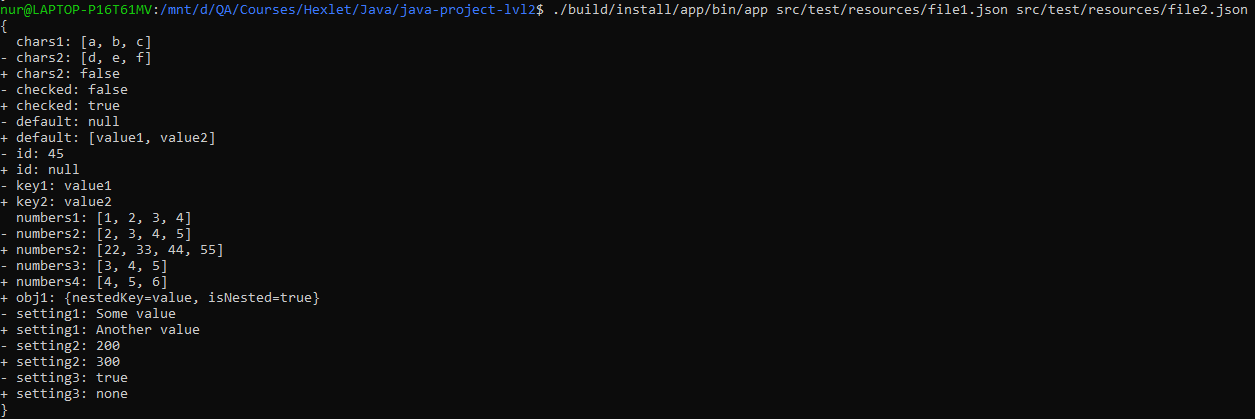 nur@LAPTOP-P16T61MV:/mnt/d/QA/Courses/Hexlet/Java/java-project-lvl2$ ./build/install/app/bin/app src/test/resources/file1.json src/test/resources/file2.json
{
  chars1: [a, b, c]
- chars2: [d, e, f]
+ chars2: false
- checked: false
+ checked: true
- default: null
+ default: [value1, value2]
- id: 45
+ id: null
- key1: value1
+ key2: value2
  numbers1: [1, 2, 3, 4]
- numbers2: [2, 3, 4, 5]
+ numbers2: [22, 33, 44, 55]
- numbers3: [3, 4, 5]
+ numbers4: [4, 5, 6]
+ obj1: {nestedKey=value, isNested=true}
- setting1: Some value
+ setting1: Another value
- setting2: 200
+ setting2: 300
- setting3: true
+ setting3: none
}